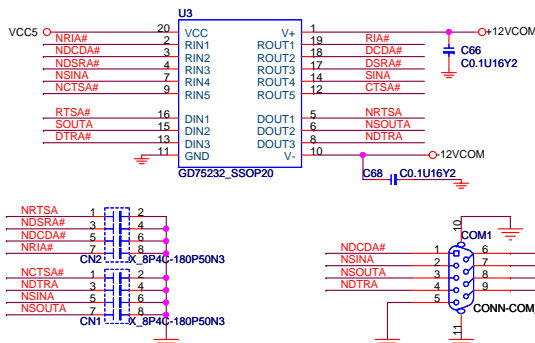 U3
VCC5 20 VCC V+ 1 +12VCOM
NRIA# 2 RIN1 ROUT1 19 RIA#
NDCDA# 3 RIN2 ROUT2 18 DCDA#
NDSRA# 4 RIN3 ROUT3 17 DSRA#
NSINA 7 RIN4 ROUT4 14 SINA
NCTSA# 9 RIN5 ROUT5 12 CTSA#
C66
C0.1U16Y2
RTSA# 16 DIN1 DOUT1 5 NRTSA
SOUTA 15 DIN2 DOUT2 6 NSOUTA
DTRA# 13 DIN3 DOUT3 8 NDTRA
11 GND V- 10 -12VCOM
GD75232_SSOP20
C68 C0.1U16Y2
NRTSA 1 2
NDSRA# 3 4
NDCDA# 5 6
NRIA# 7 8
CN2 X_8P4C-180P50N3
NCTSA# 1 2
NDTRA 3 4
NSINA 5 6
NSOUTA 7 8
CN1 X_8P4C-180P50N3
10
COM1
NDCDA# 1 6
NSINA 2 7
NSOUTA 3 8
NDTRA 4 9
5
CONN-COM_
11